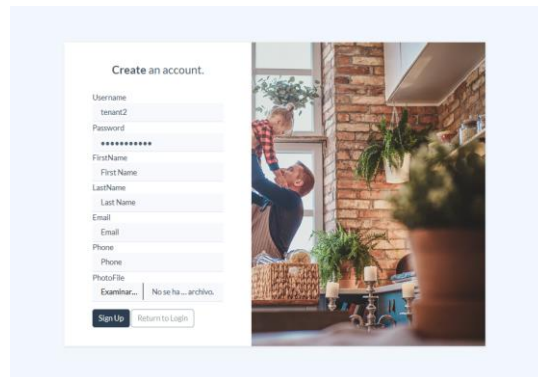 Create an account.
Username
tenant2
Password
•••••••••••
FirstName
First Name
LastName
Last Name
Email
Email
Phone
Phone
PhotoFile
Examinar... No se ha ... archivo.
Sign Up Return to Login